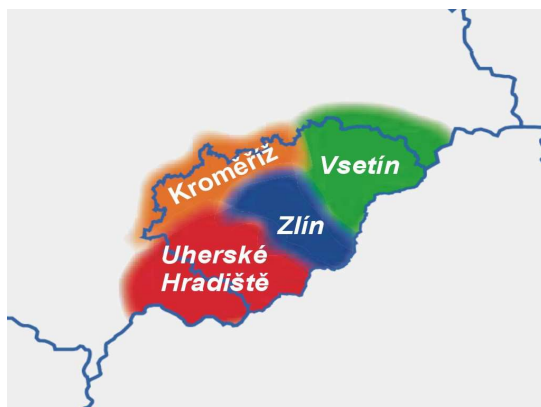 Kroměříž
Vsetín
Zlín
Uherské
Hradiště